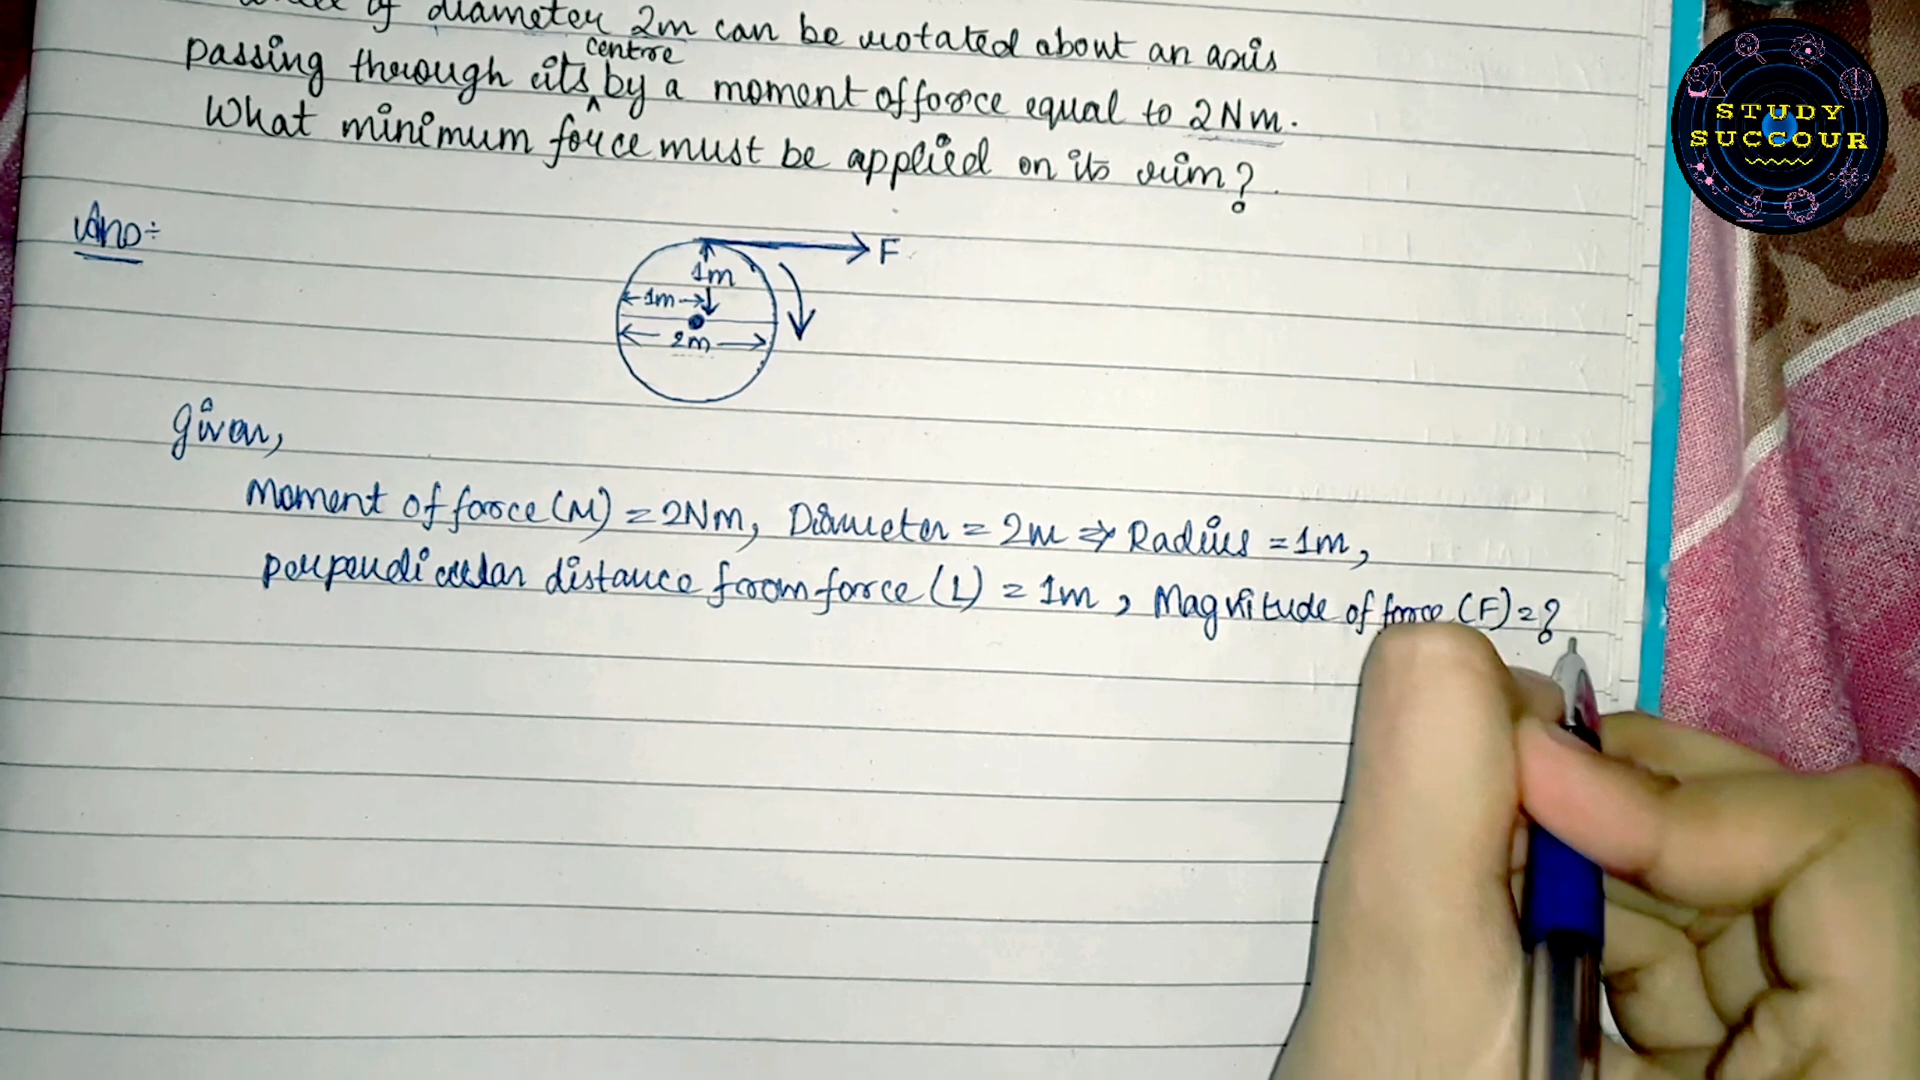 of diameter 2m can be rotated about an axis
passing through its centre by a moment of force equal to 2Nm.
What minimum force must be applied on its rim?
Ans÷
F
1m
1m
2m
Given,
Moment of force (M) = 2Nm, Diameter = 2m ⇒ Radius = 1m,
perpendicular distance from force (L) = 1m, Magnitude of force (F) = ?
STUDY
SUCCOUR